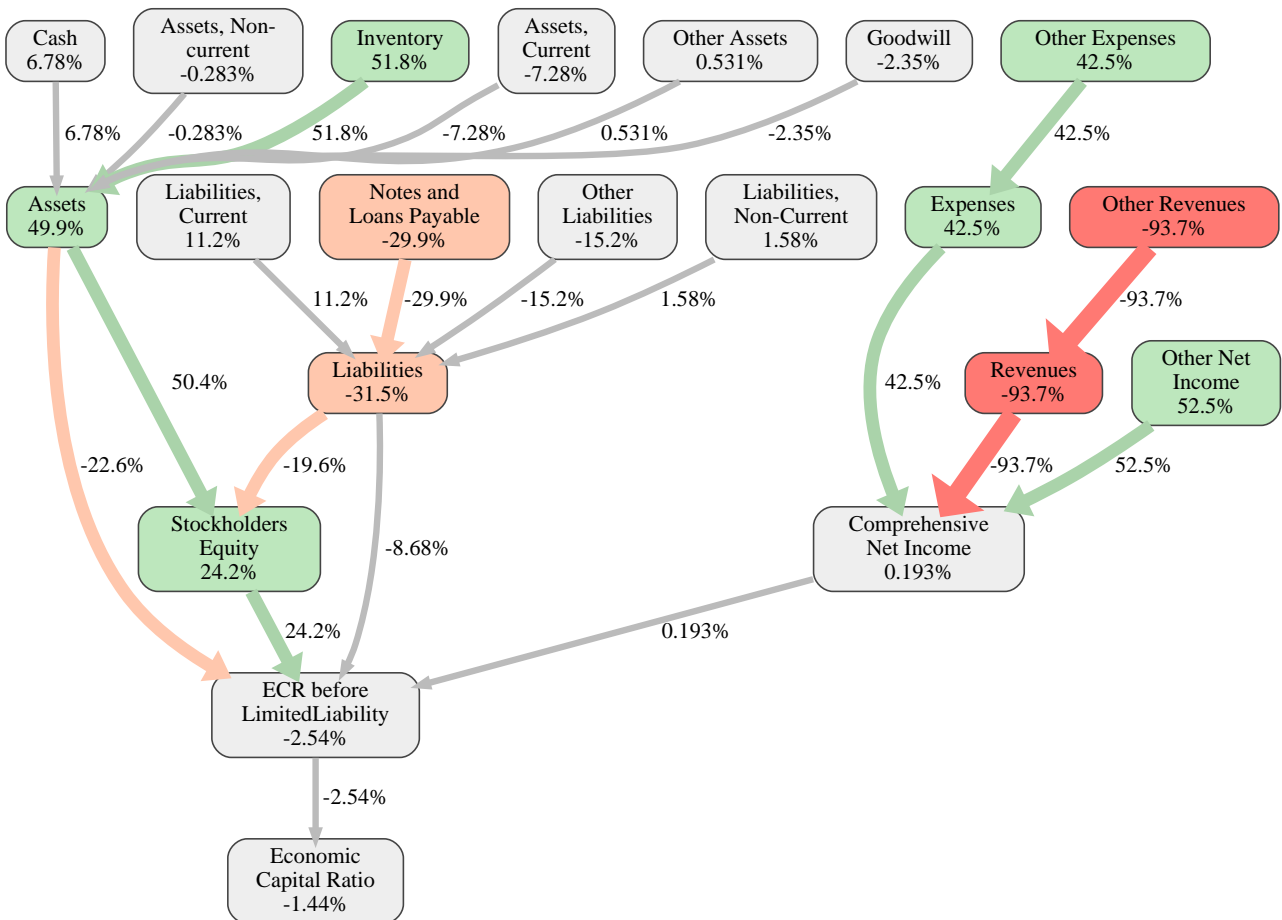 Cash
6.78%
Assets, Non-
current
-0.283%
Inventory
51.8%
Assets,
Current
-7.28%
Other Assets
0.531%
Goodwill
-2.35%
Other Expenses
42.5%
6.78%
-0.283%
51.8%
-7.28%
0.531%
-2.35%
42.5%
Assets
49.9%
Liabilities,
Current
11.2%
Notes and
Loans Payable
-29.9%
Other
Liabilities
-15.2%
Liabilities,
Non-Current
1.58%
Expenses
42.5%
Other Revenues
-93.7%
11.2%
-29.9%
-15.2%
1.58%
-93.7%
Liabilities
-31.5%
Revenues
-93.7%
Other Net
Income
52.5%
50.4%
42.5%
-22.6%
-19.6%
-93.7%
52.5%
Stockholders
Equity
24.2%
-8.68%
Comprehensive
Net Income
0.193%
24.2%
0.193%
ECR before
LimitedLiability
-2.54%
-2.54%
Economic
Capital Ratio
-1.44%